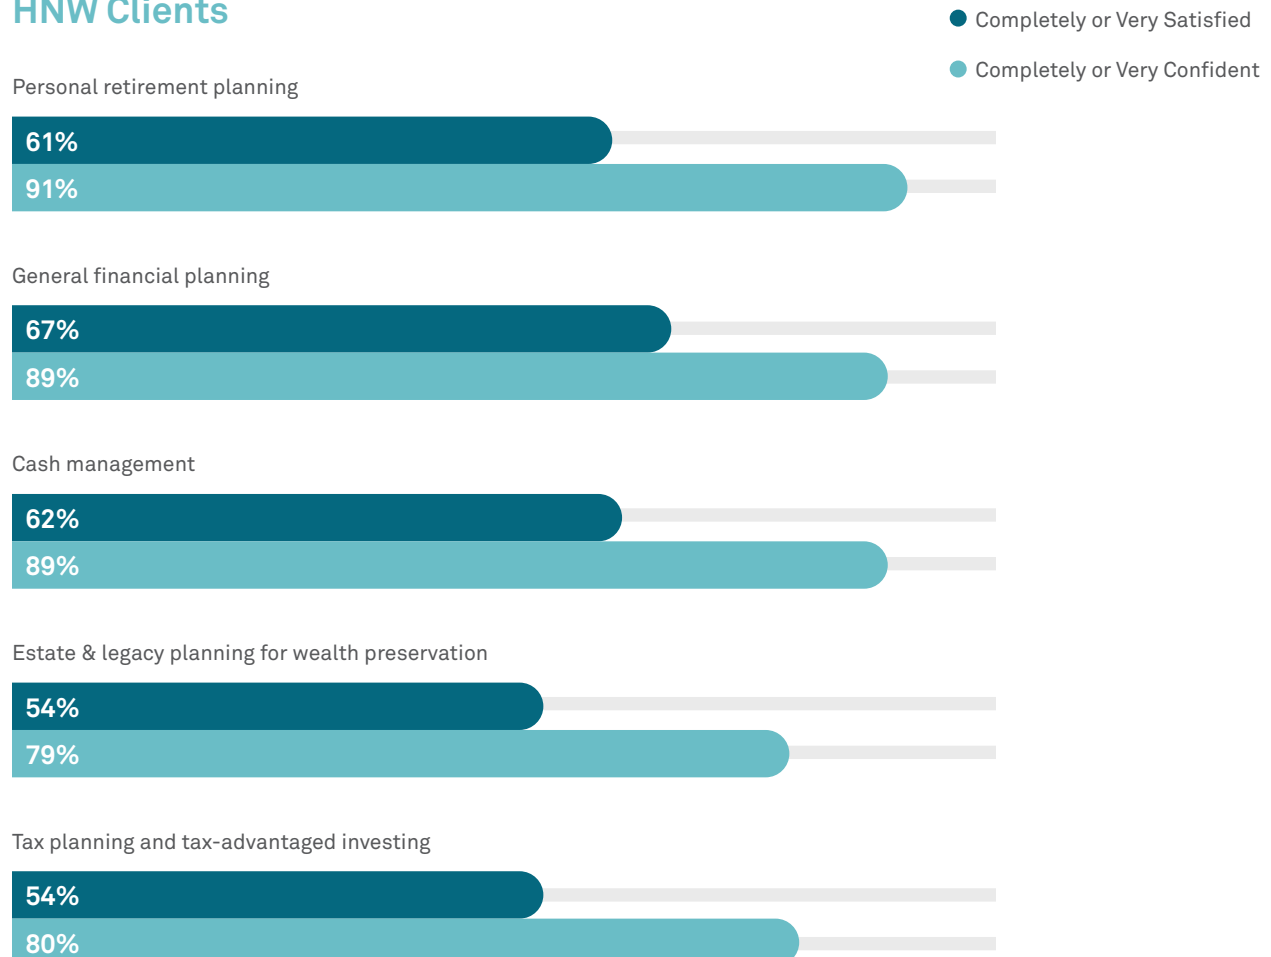 HNW Clients
Completely or Very Satisfied
Completely or Very Confident
Personal retirement planning
61%
91%
General financial planning
67%
89%
Cash management
62%
89%
Estate & legacy planning for wealth preservation
54%
79%
Tax planning and tax-advantaged investing
54%
80%